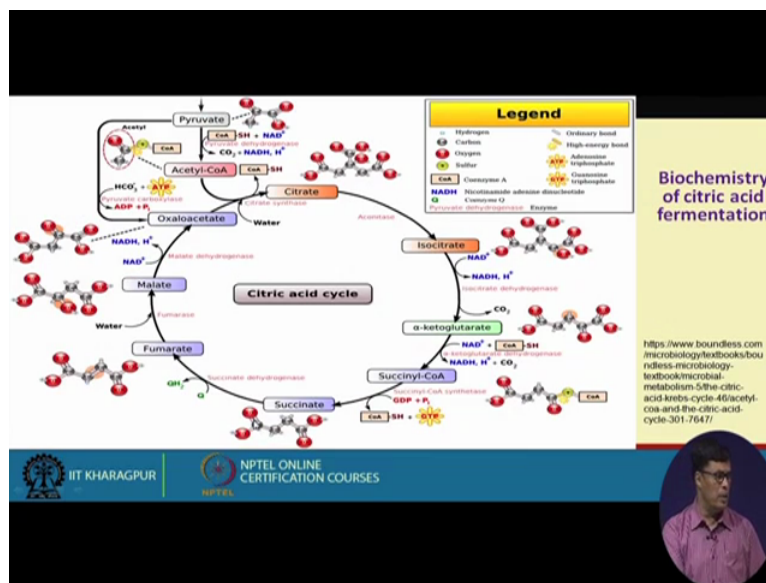 Pyruvate
CoA -SH + NAD+
Pyruvate dehydrogenase
CO2 + NADH, H+
Acetyl
CoA
Acetyl-CoA
CoA -SH
Citrate
Citrate synthase
Water
Aconitase
HCO3- + ATP
Pyruvate carboxylase
ADP + Pi
Oxaloacetate
NADH, H+
NAD+
Malate dehydrogenase
Malate
Water
Fumarase
Fumarate
QH2
Q
Succinate dehydrogenase
Succinate
Citric acid cycle
Isocitrate
NAD+
NADH, H+
Isocitrate dehydrogenase
CO2
α-ketoglutarate
NAD+ + CoA -SH
α-ketoglutarate dehydrogenase
NADH, H+ + CO2
Succinyl-CoA
CoA
Succinyl-CoA synthetase
GDP + Pi
CoA -SH + GTP
Legend
Hydrogen
Carbon
Oxygen
Sulfur
CoA Coenzyme A
NADH Nicotinamide adenine dinucleotide
Q Coenzyme Q
Pyruvate dehydrogenase Enzyme
Ordinary bond
High-energy bond
ATP Adenosine
triphosphate
GTP Guanosine
triphosphate
Biochemistry
of citric acid
fermentation
https://www.boundless.com
/microbiology/textbooks/bou
ndless-microbiology-
textbook/microbial-
metabolism-5/the-citric-
acid-krebs-cycle-46/acetyl-
coa-and-the-citric-acid-
cycle-301-7647/
IIT KHARAGPUR
NPTEL
NPTEL ONLINE
CERTIFICATION COURSES